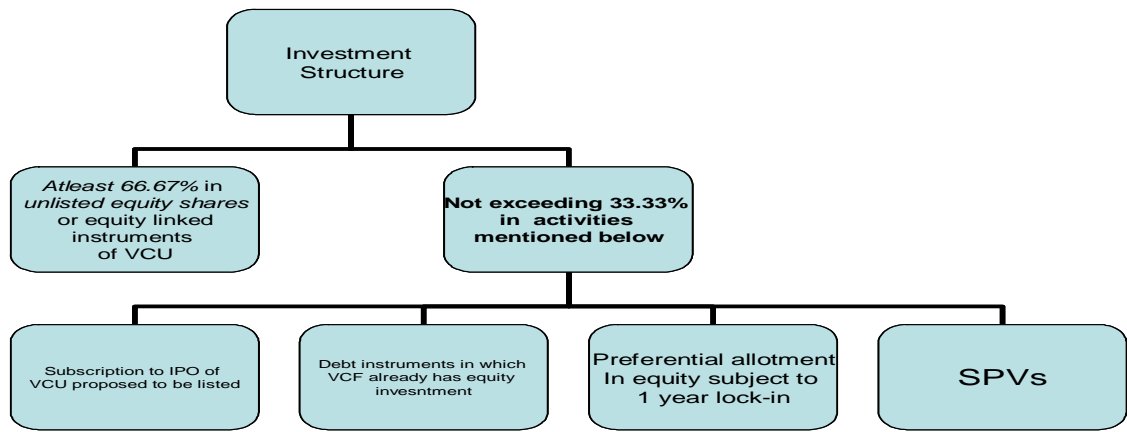 Investment
Structure
Atleast 66.67% in
unlisted equity shares
or equity linked
instruments
of VCU
Not exceeding 33.33%
in activities
mentioned below
Subscription to IPO of
VCU proposed to be listed
Debt instruments in which
VCF already has equity
invesntment
Preferential allotment
In equity subject to
1 year lock-in
SPVs